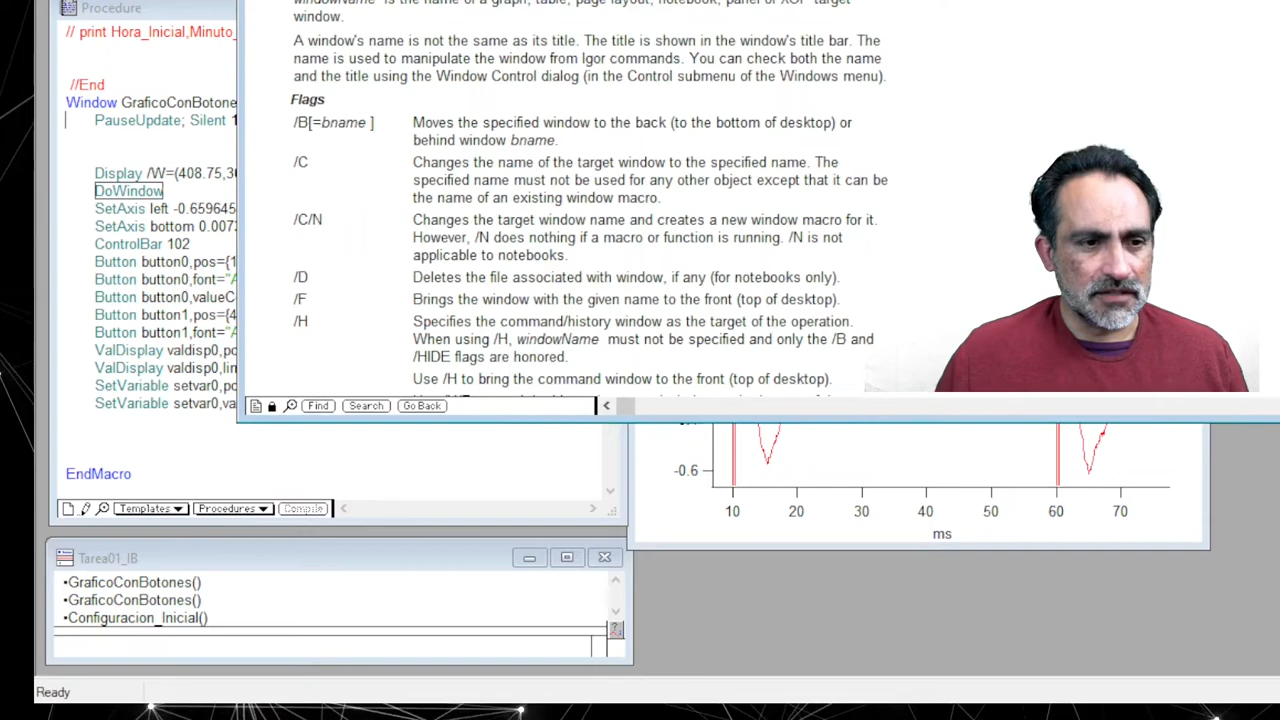 Procedure
// print Hora_Inicial,Minuto_
//End
Window GraficoConBotone
PauseUpdate; Silent 1
Display /W=(408.75,3
DoWindow
SetAxis left -0.659645
SetAxis bottom 0.007
ControlBar 102
Button button0,pos={1
Button button0,font="A
Button button0,valueC
Button button1,pos={4
Button button1,font="A
ValDisplay valdisp0,po
ValDisplay valdisp0,lim
SetVariable setvar0,po
SetVariable setvar0,va
EndMacro
Templates Procedures Compile
windowName is the name of a graph, table, page layout, notebook, panel or XOP target
window.
A window's name is not the same as its title. The title is shown in the window's title bar. The
name is used to manipulate the window from Igor commands. You can check both the name
and the title using the Window Control dialog (in the Control submenu of the Windows menu).
Flags
/B[=bname ] Moves the specified window to the back (to the bottom of desktop) or
behind window bname.
/C Changes the name of the target window to the specified name. The
specified name must not be used for any other object except that it can be
the name of an existing window macro.
/C/N Changes the target window name and creates a new window macro for it.
However, /N does nothing if a macro or function is running. /N is not
applicable to notebooks.
/D Deletes the file associated with window, if any (for notebooks only).
/F Brings the window with the given name to the front (top of desktop).
/H Specifies the command/history window as the target of the operation.
When using /H, windowName must not be specified and only the /B and
/HIDE flags are honored.
Use /H to bring the command window to the front (top of desktop).
Find Search Go Back
-0.6
10 20 30 40 50 60 70
ms
Tarea01_IB
•GraficoConBotones()
•GraficoConBotones()
•Configuracion_Inicial()
Ready